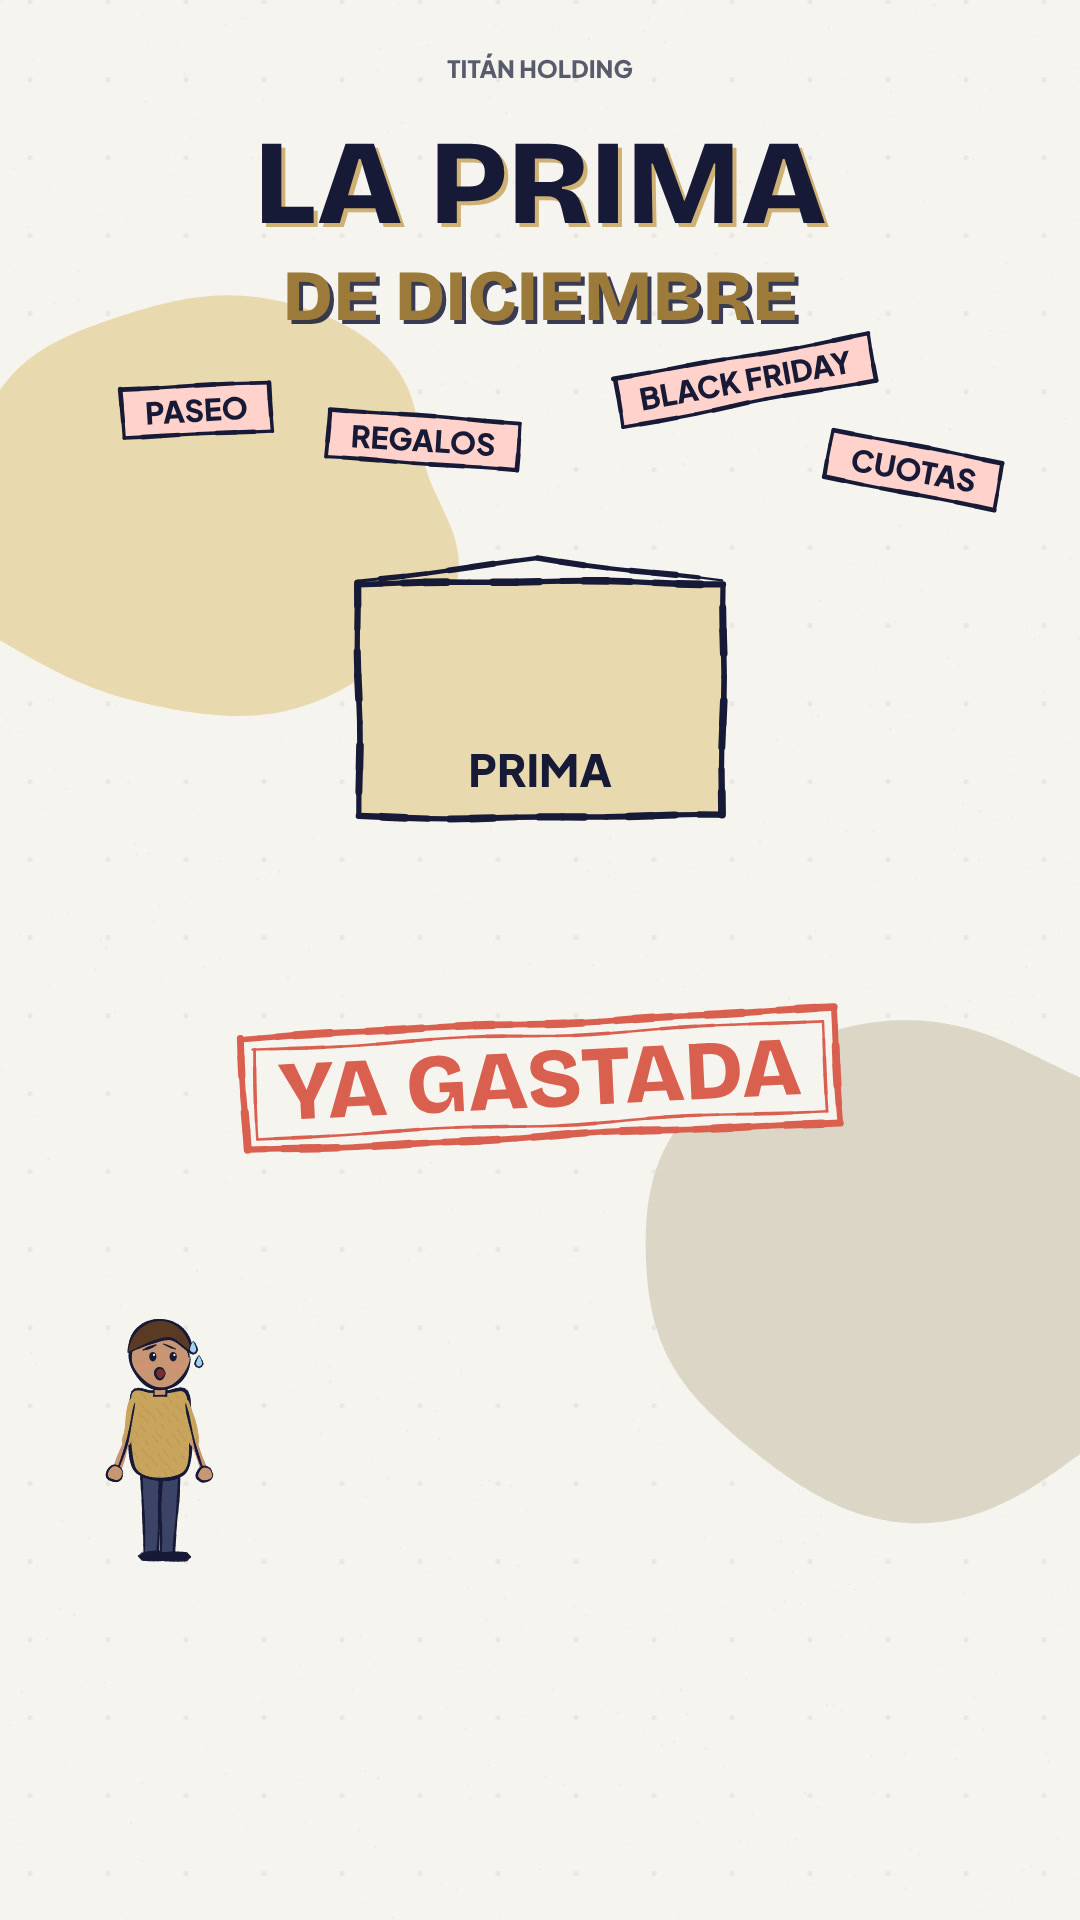 TITÁN HOLDING
LA PRIMA
DE DICIEMBRE
BLACK FRIDAY
PASEO
REGALOS
CUOTAS
PRIMA
YA GASTADA